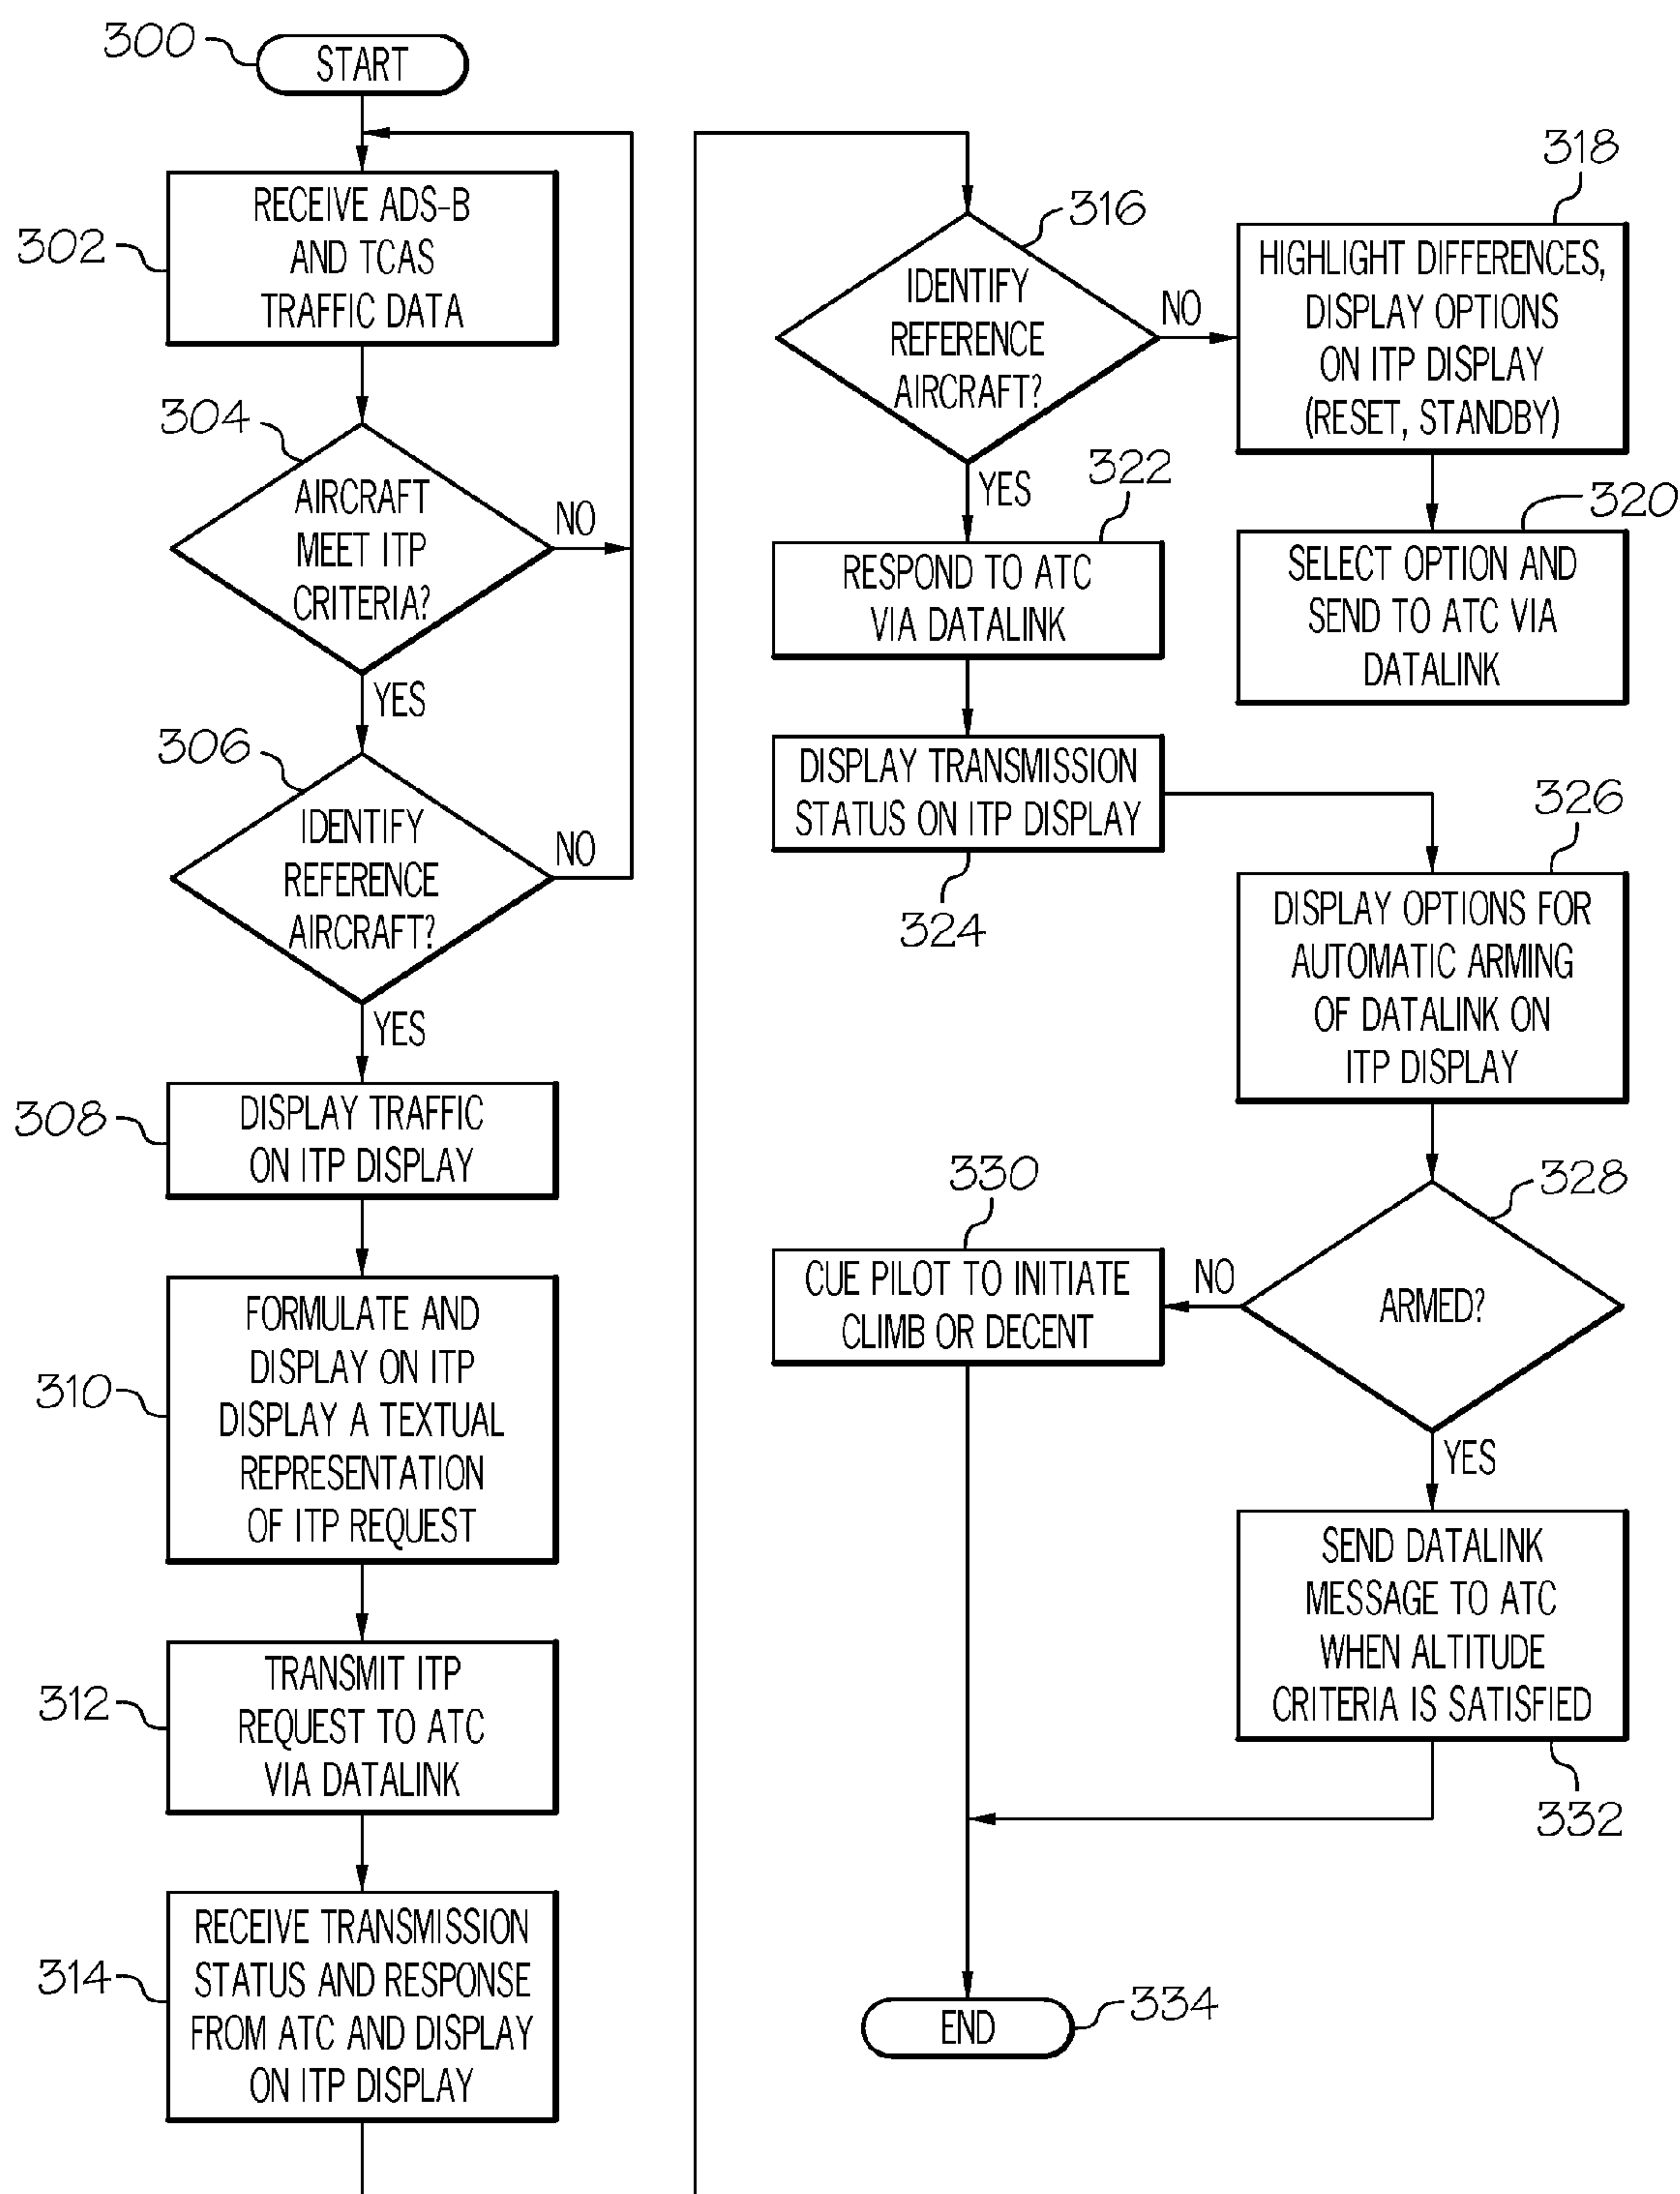 300
START
302
RECEIVE ADS-B
AND TCAS
TRAFFIC DATA
304
AIRCRAFT
MEET ITP
CRITERIA?
NO
YES
306
IDENTIFY
REFERENCE
AIRCRAFT?
NO
YES
308
DISPLAY TRAFFIC
ON ITP DISPLAY
310
FORMULATE AND
DISPLAY ON ITP
DISPLAY A TEXTUAL
REPRESENTATION
OF ITP REQUEST
312
TRANSMIT ITP
REQUEST TO ATC
VIA DATALINK
314
RECEIVE TRANSMISSION
STATUS AND RESPONSE
FROM ATC AND DISPLAY
ON ITP DISPLAY
316
IDENTIFY
REFERENCE
AIRCRAFT?
NO
YES
318
HIGHLIGHT DIFFERENCES,
DISPLAY OPTIONS
ON ITP DISPLAY
(RESET, STANDBY)
320
SELECT OPTION AND
SEND TO ATC VIA
DATALINK
322
RESPOND TO ATC
VIA DATALINK
DISPLAY TRANSMISSION
STATUS ON ITP DISPLAY
324
326
DISPLAY OPTIONS FOR
AUTOMATIC ARMING
OF DATALINK ON
ITP DISPLAY
328
ARMED?
NO
YES
330
CUE PILOT TO INITIATE
CLIMB OR DECENT
SEND DATALINK
MESSAGE TO ATC
WHEN ALTITUDE
CRITERIA IS SATISFIED
332
END
334